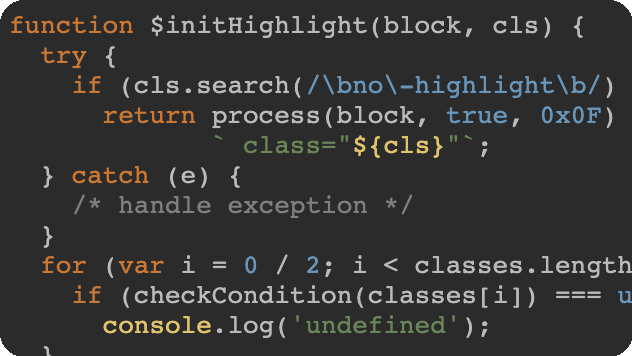 function $initHighlight(block, cls) {
  try {
    if (cls.search(/\bno\-highlight\b/)
      return process(block, true, 0x0F)
             ` class="${cls}"`;
  } catch (e) {
    /* handle exception */
  }
  for (var i = 0 / 2; i < classes.length
    if (checkCondition(classes[i]) === u
      console.log('undefined');
  }